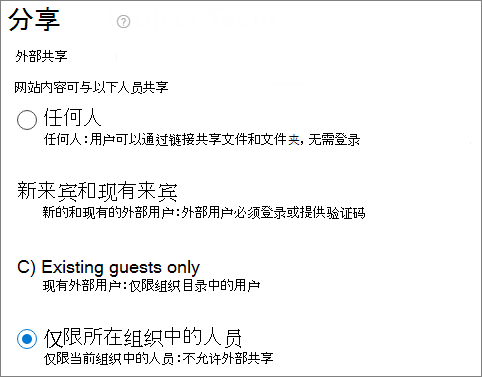 分享
外部共享
网站内容可与以下人员共享
任何人
任何人:用户可以通过链接共享文件和文件夹，无需登录
新来宾和现有来宾
新的和现有的外部用户:外部用户必须登录或提供验证码
C) Existing guests only
现有外部用户:仅限组织目录中的用户
仅限所在组织中的人员
仅限当前组织中的人员:不允许外部共享